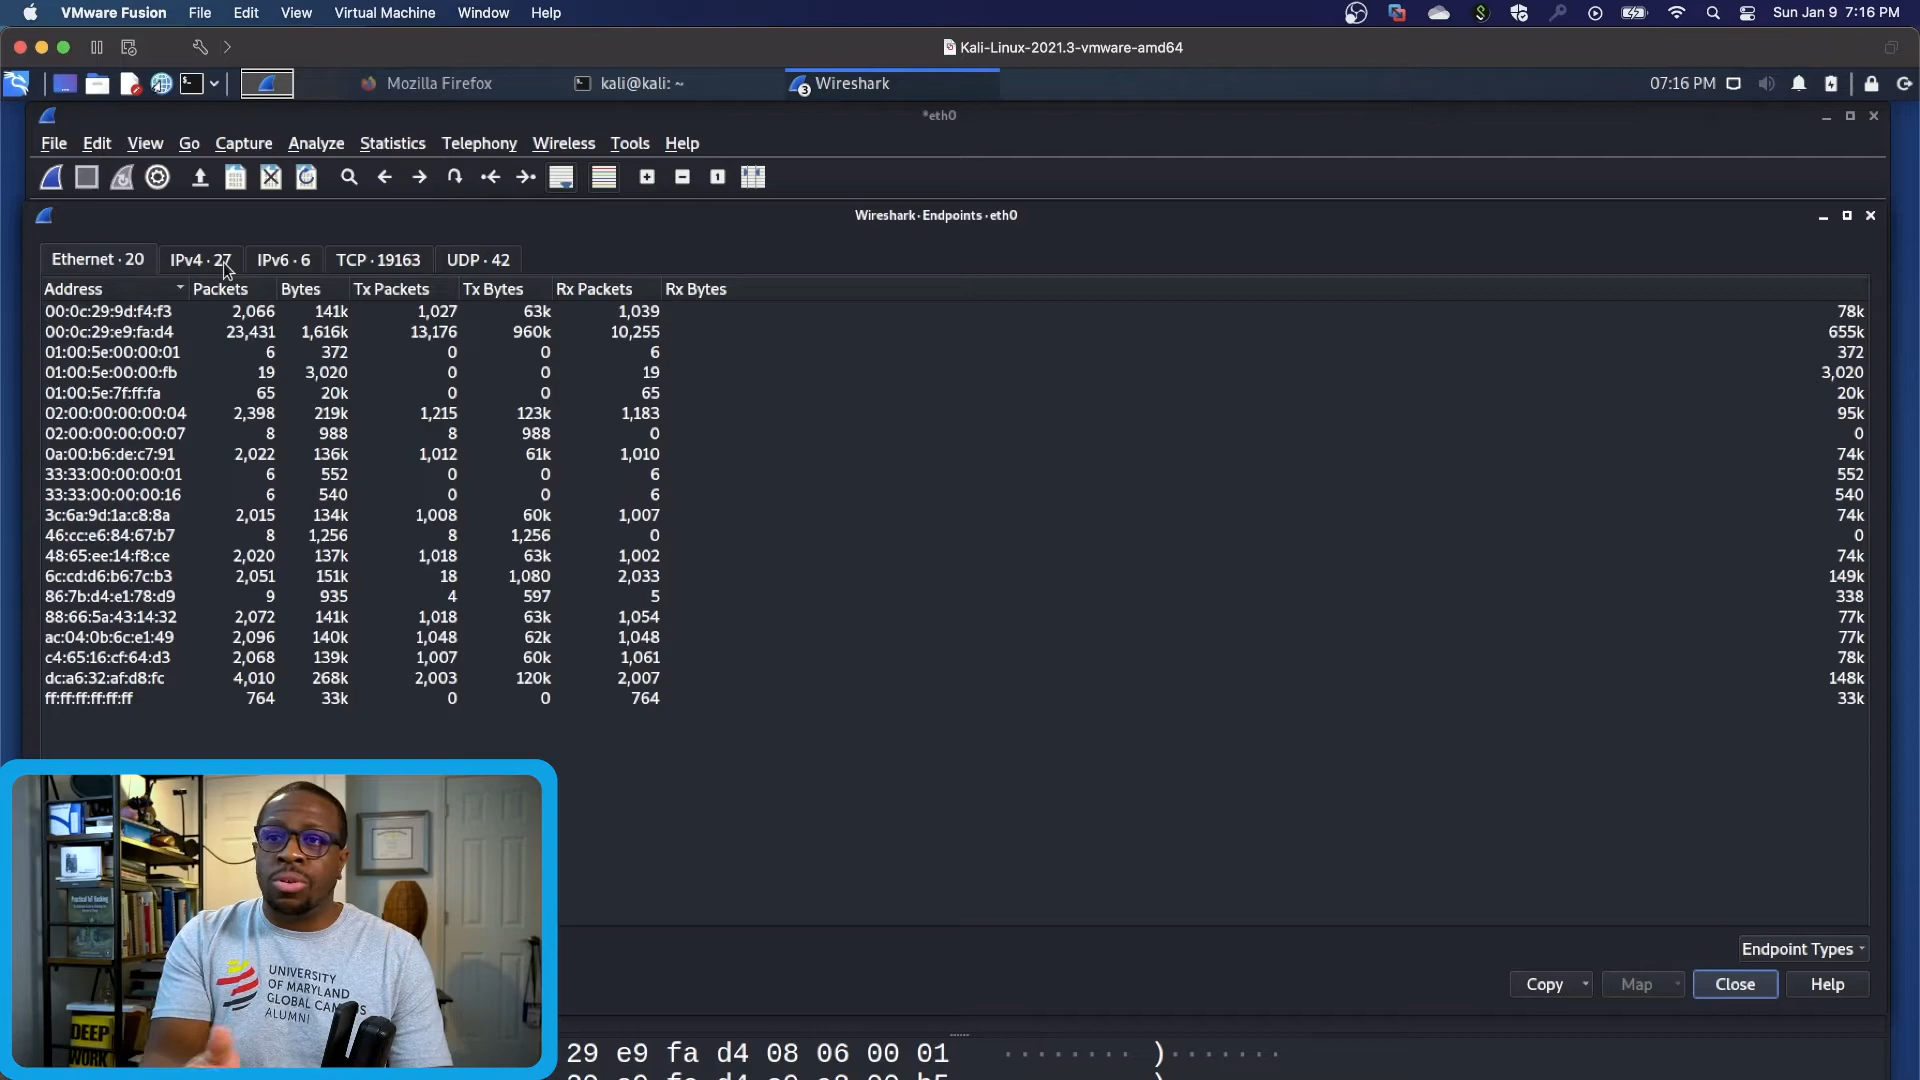 VMware Fusion File Edit View Virtual Machine Window Help Sun Jan 9 7:16 PM
Kali-Linux-2021.3-vmware-amd64
Mozilla Firefox kali@kali: ~ 3 Wireshark 07:16 PM
*eth0
File Edit View Go Capture Analyze Statistics Telephony Wireless Tools Help
Wireshark · Endpoints · eth0
Ethernet · 20 IPv4 · 27 IPv6 · 6 TCP · 19163 UDP · 42
Address Packets Bytes Tx Packets Tx Bytes Rx Packets Rx Bytes
00:0c:29:9d:f4:f3 2,066 141k 1,027 63k 1,039 78k
00:0c:29:e9:fa:d4 23,431 1,616k 13,176 960k 10,255 655k
01:00:5e:00:00:01 6 372 0 0 6 372
01:00:5e:00:00:fb 19 3,020 0 0 19 3,020
01:00:5e:7f:ff:fa 65 20k 0 0 65 20k
02:00:00:00:00:04 2,398 219k 1,215 123k 1,183 95k
02:00:00:00:00:07 8 988 8 988 0 0
0a:00:b6:de:c7:91 2,022 136k 1,012 61k 1,010 74k
33:33:00:00:00:01 6 552 0 0 6 552
33:33:00:00:00:16 6 540 0 0 6 540
3c:6a:9d:1a:c8:8a 2,015 134k 1,008 60k 1,007 74k
46:cc:e6:84:67:b7 8 1,256 8 1,256 0 0
48:65:ee:14:f8:ce 2,020 137k 1,018 63k 1,002 74k
6c:cd:d6:b6:7c:b3 2,051 151k 18 1,080 2,033 149k
86:7b:d4:e1:78:d9 9 935 4 597 5 338
88:66:5a:43:14:32 2,072 141k 1,018 63k 1,054 77k
ac:04:0b:6c:e1:49 2,096 140k 1,048 62k 1,048 77k
c4:65:16:cf:64:d3 2,068 139k 1,007 60k 1,061 78k
dc:a6:32:af:d8:fc 4,010 268k 2,003 120k 2,007 148k
ff:ff:ff:ff:ff:ff 764 33k 0 0 764 33k
Endpoint Types
Copy Map Close Help
Practical IoT Hacking
UNIVERSITY
OF MARYLAND
GLOBAL CAMPUS
ALUMNI
DEEP
WORK
29 e9 fa d4 08 06 00 01 ········ )·······